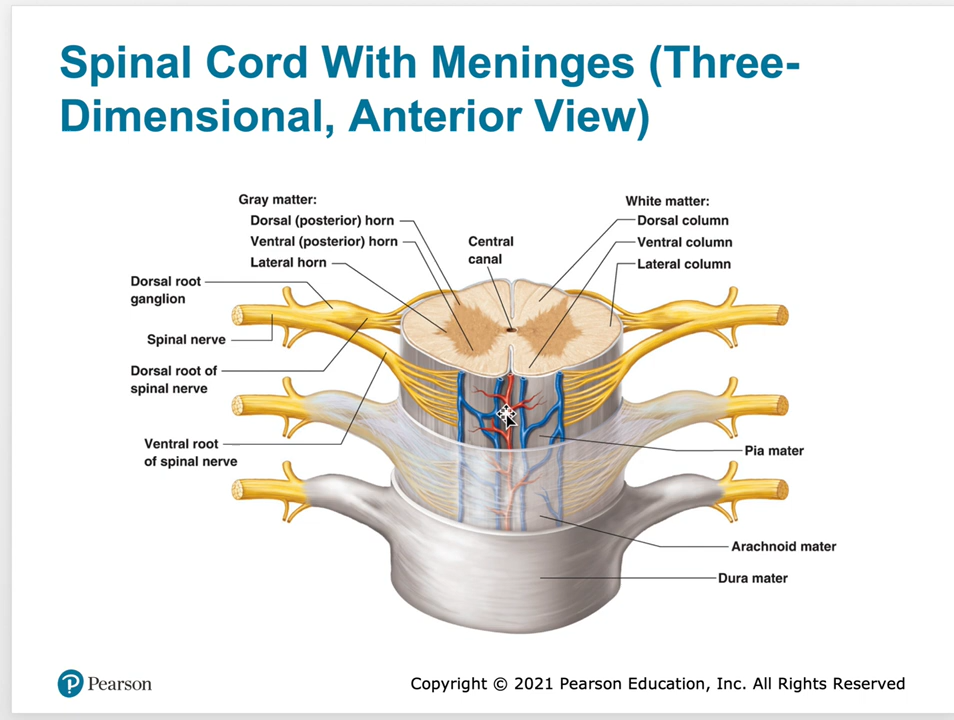 Spinal Cord With Meninges (Three-
Dimensional, Anterior View)
Gray matter:
Dorsal (posterior) horn
Ventral (posterior) horn
Lateral horn
Central
canal
White matter:
Dorsal column
Ventral column
Lateral column
Dorsal root
ganglion
Spinal nerve
Dorsal root of
spinal nerve
Ventral root
of spinal nerve
Pia mater
Arachnoid mater
Dura mater
P Pearson
Copyright © 2021 Pearson Education, Inc. All Rights Reserved